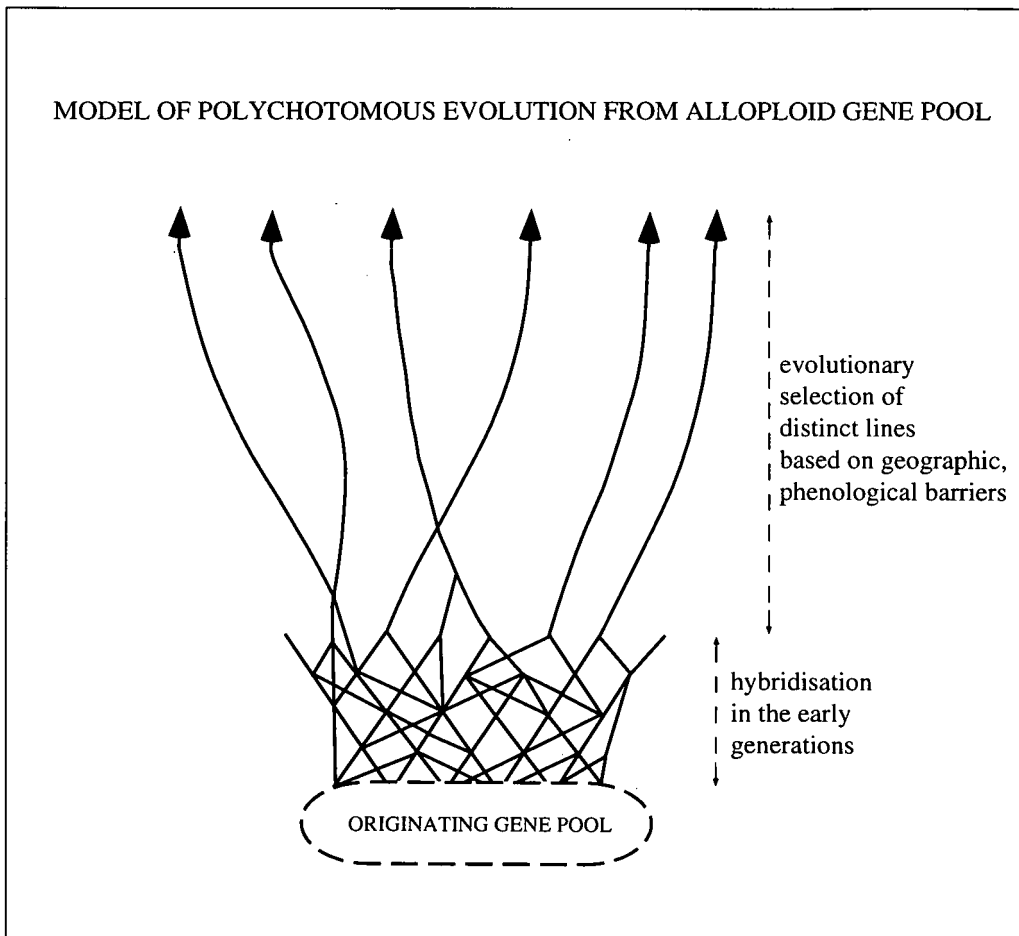 MODEL OF POLYCHOTOMOUS EVOLUTION FROM ALLOPLOID GENE POOL
evolutionary
selection of
distinct lines
based on geographic,
phenological barriers
hybridisation
in the early
generations
ORIGINATING GENE POOL